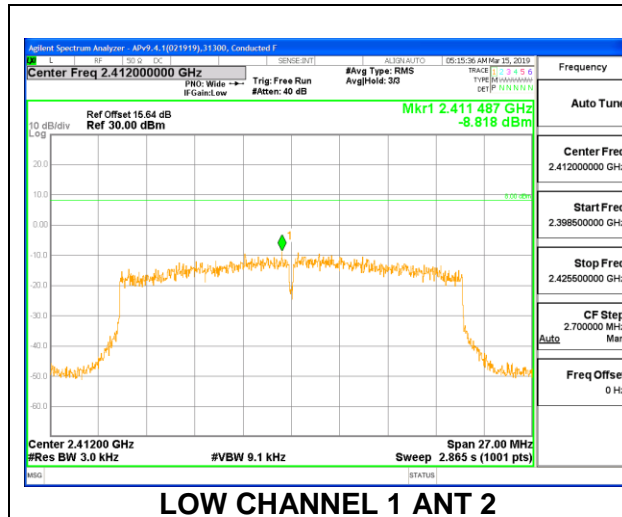 Agilent Spectrum Analyzer - APv9.4.1(021919),31300, Conducted F
L RF 50 Ω DC SENSE:INT ALIGNAUTO 05:15:36 AM Mar 15, 2019
Center Freq 2.412000000 GHz
PNO: Wide
IFGain:Low
Trig: Free Run
#Atten: 40 dB
#Avg Type: RMS
Avg|Hold: 3/3
TRACE 1 2 3 4 5 6
TYPE M
DET P N N N N N
Frequency
Auto Tune
Center Freq
2.412000000 GHz
Start Freq
2.398500000 GHz
Stop Freq
2.425500000 GHz
CF Step
2.700000 MHz
Auto Man
Freq Offset
0 Hz
Ref Offset 15.64 dB
Ref 30.00 dBm
10 dB/div
Log
Mkr1 2.411 487 GHz
-8.818 dBm
20.0
10.0
0.00
-10.0
-20.0
-30.0
-40.0
-50.0
-60.0
1
Center 2.41200 GHz
#Res BW 3.0 kHz
#VBW 9.1 kHz
Span 27.00 MHz
Sweep 2.865 s (1001 pts)
MSG
STATUS
LOW CHANNEL 1 ANT 2